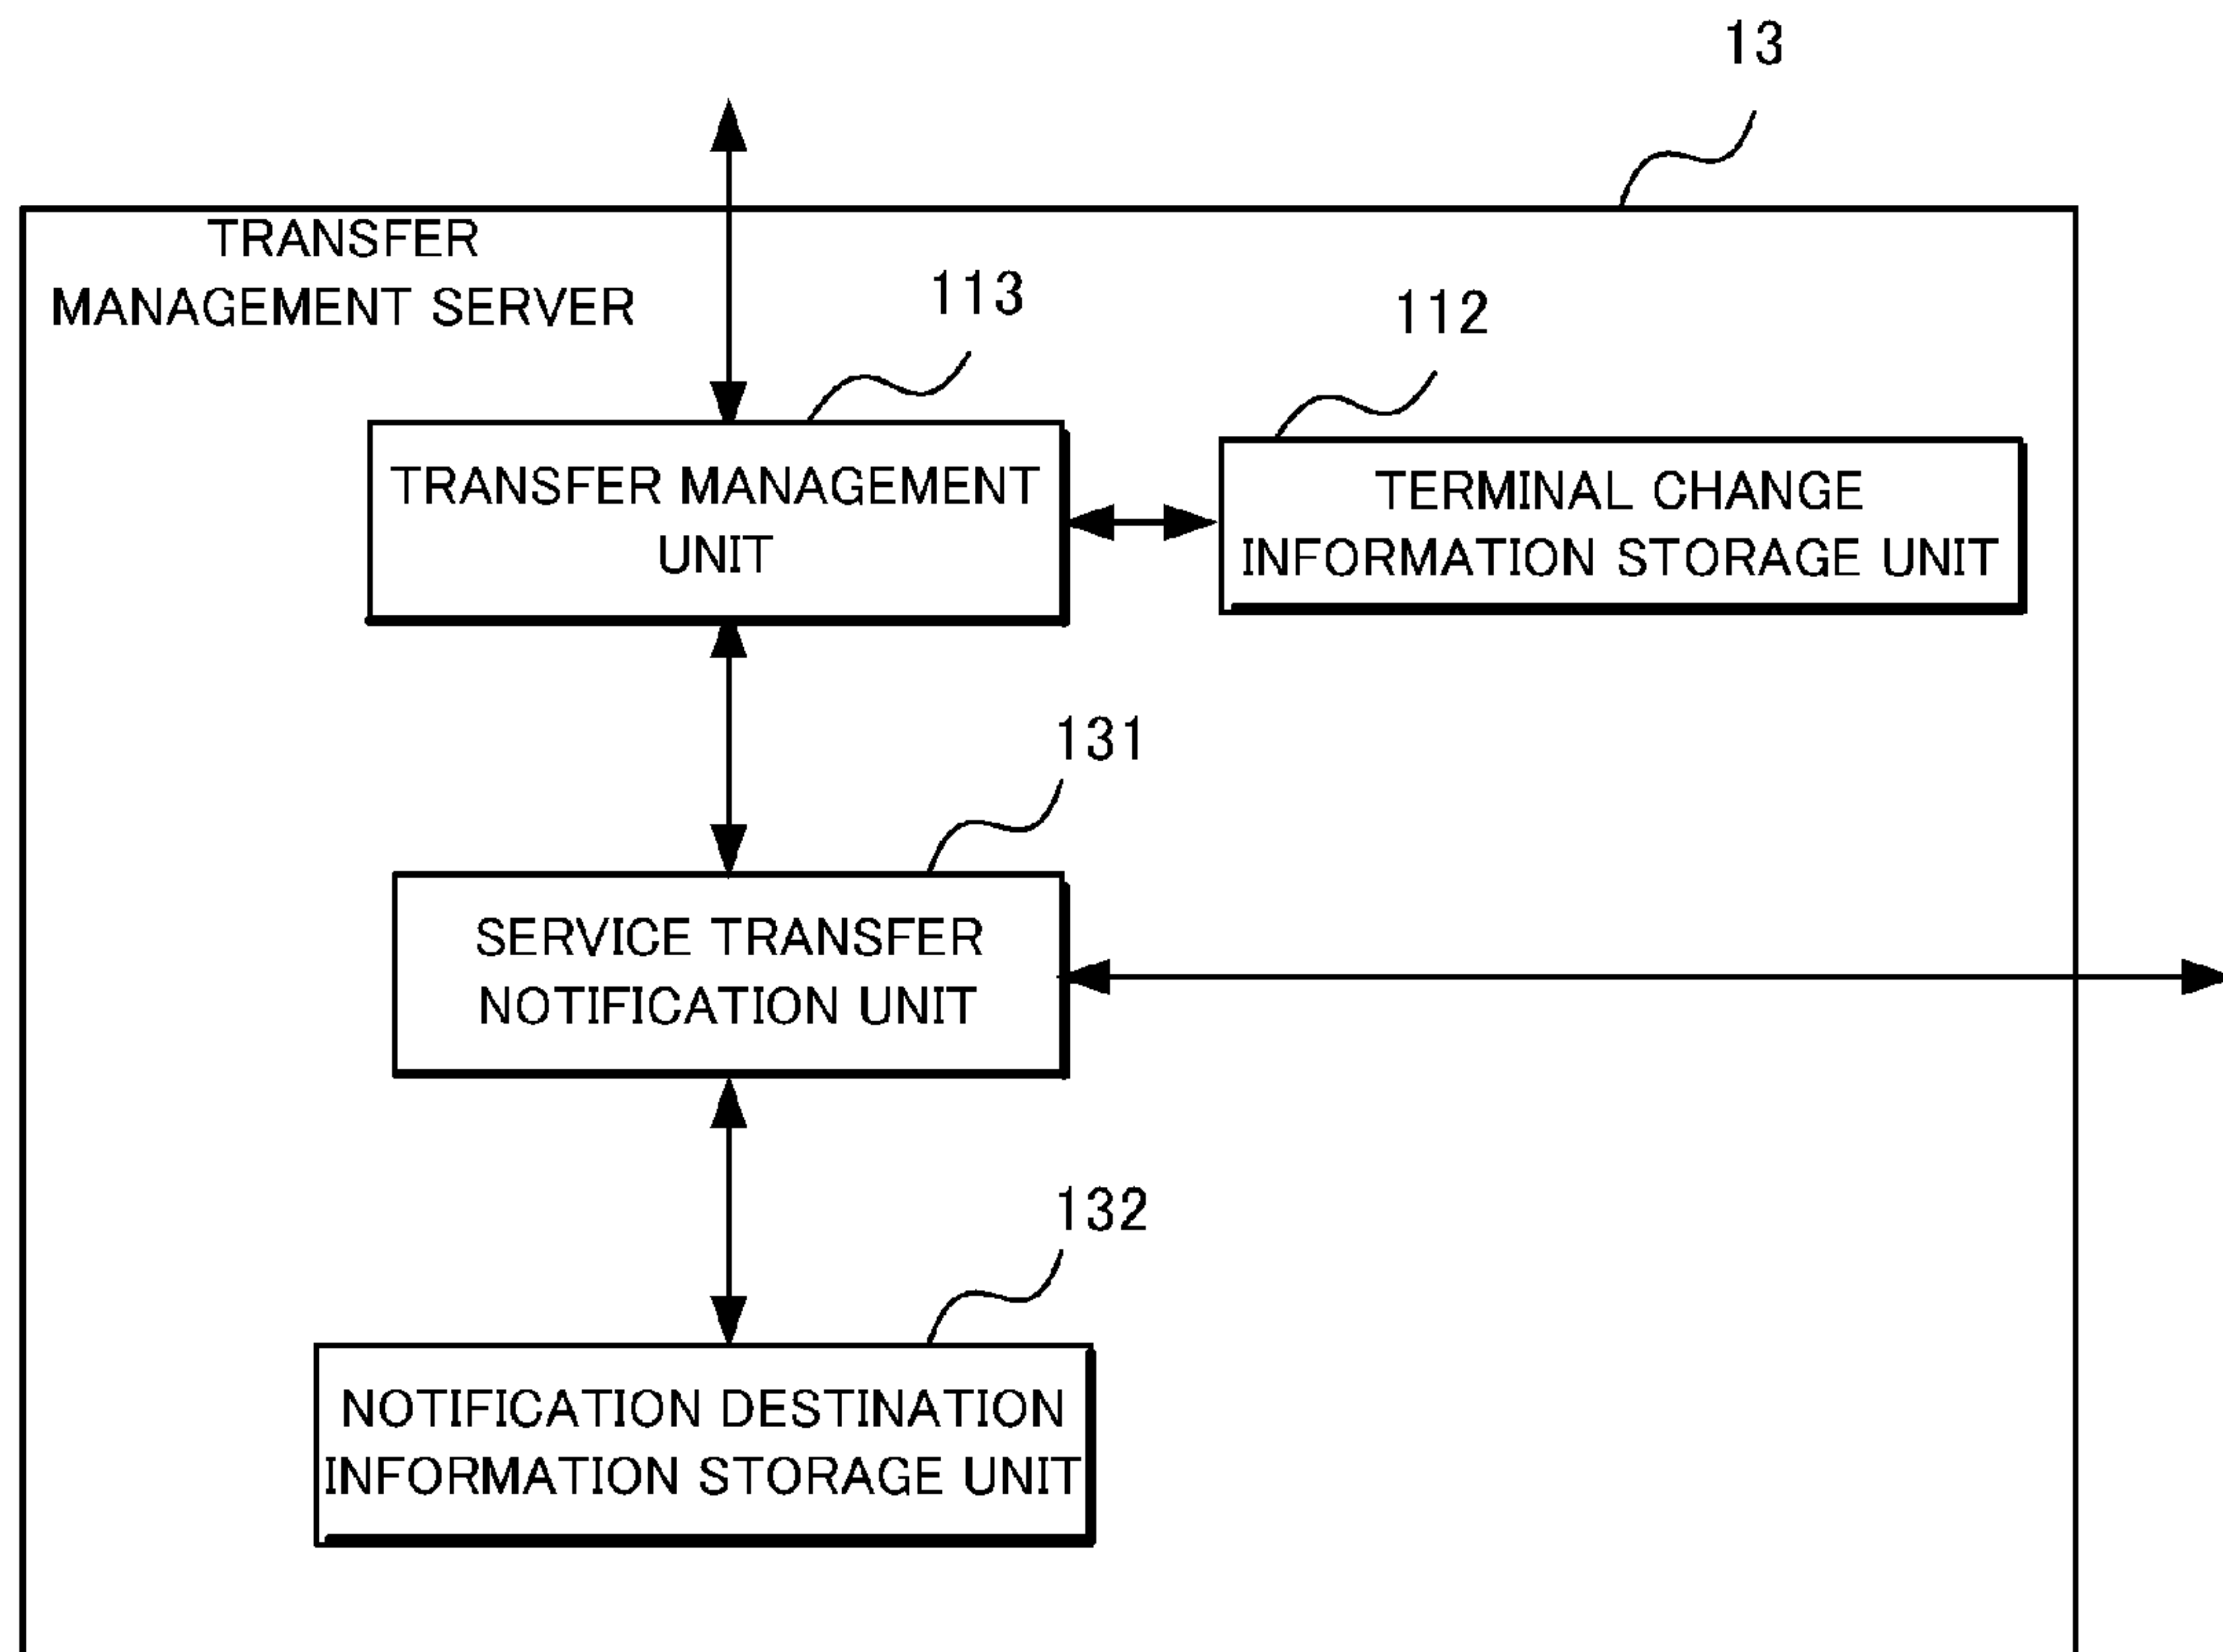 13
TRANSFER
MANAGEMENT SERVER
113
112
TRANSFER MANAGEMENT
UNIT
TERMINAL CHANGE
INFORMATION STORAGE UNIT
131
SERVICE TRANSFER
NOTIFICATION UNIT
132
NOTIFICATION DESTINATION
INFORMATION STORAGE UNIT